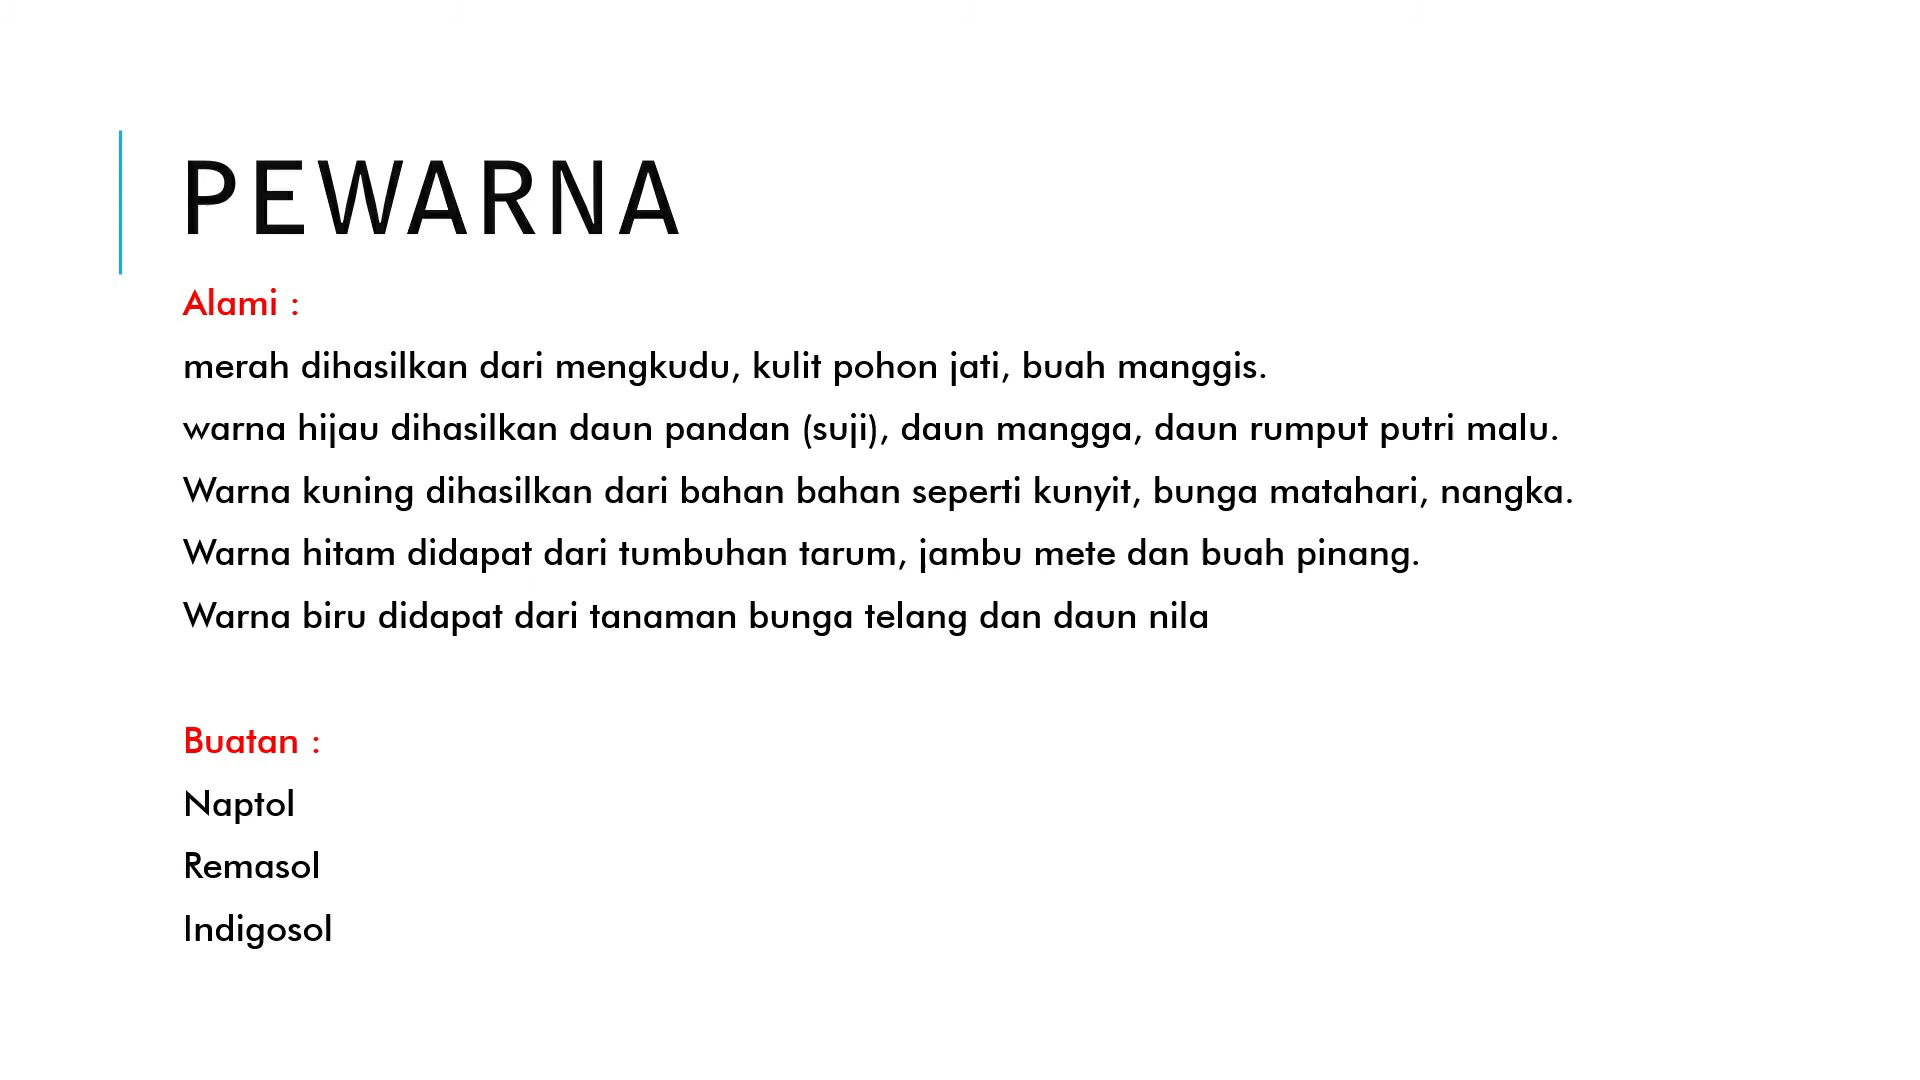 PEWARNA
Alami :
merah dihasilkan dari mengkudu, kulit pohon jati, buah manggis.
warna hijau dihasilkan daun pandan (suji), daun mangga, daun rumput putri malu.
Warna kuning dihasilkan dari bahan bahan seperti kunyit, bunga matahari, nangka.
Warna hitam didapat dari tumbuhan tarum, jambu mete dan buah pinang.
Warna biru didapat dari tanaman bunga telang dan daun nila
Buatan :
Naptol
Remasol
Indigosol